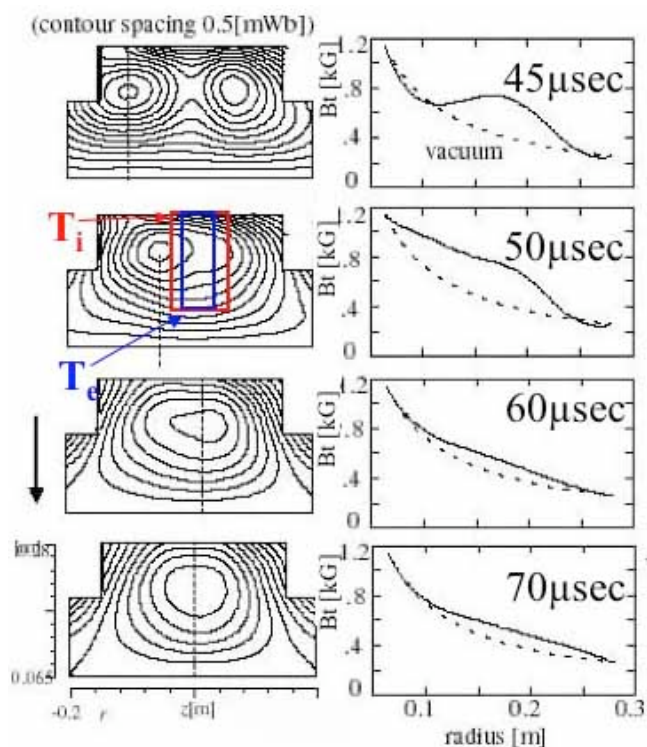 (contour spacing 0.5[mWb])
1.2
.8
.4
0
Bt [kG]
45μsec
vacuum
Ti
Te
1.2
.8
.4
0
Bt [kG]
50μsec
1.2
.8
.4
0
Bt [kG]
60μsec
1.2
.8
.4
0
Bt [kG]
70μsec
0.065
-0.2
r
z[m]
0.1
0.2
0.3
radius [m]